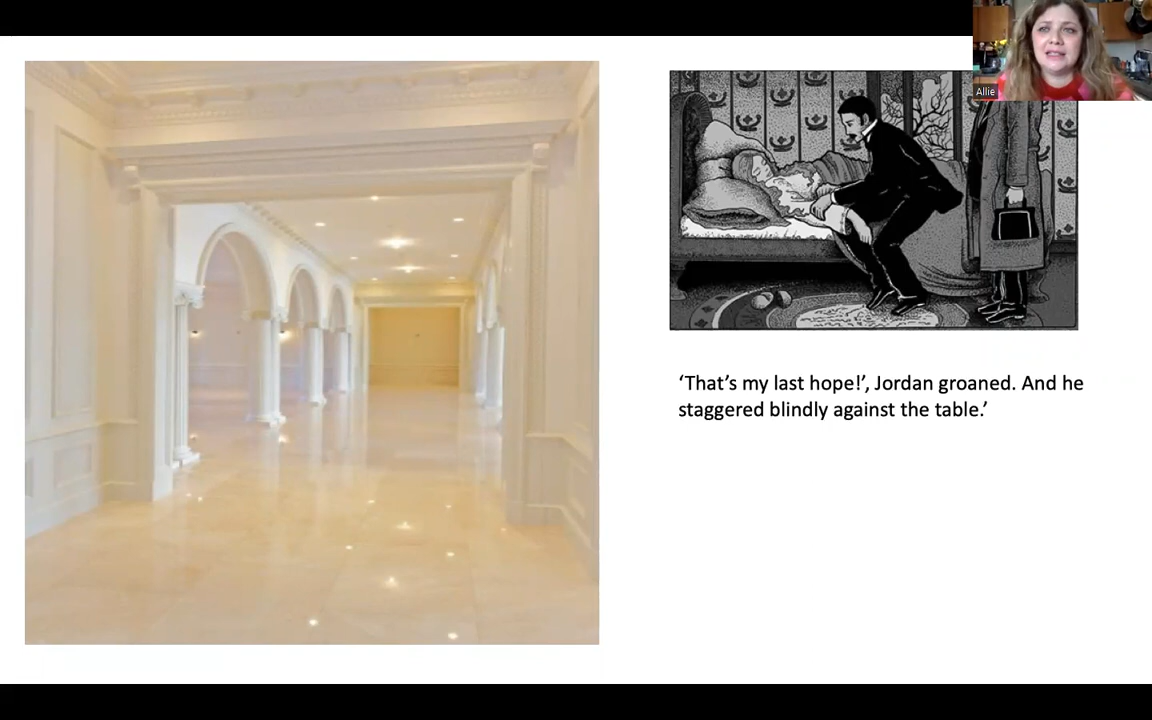 Allie
‘That’s my last hope!’, Jordan groaned. And he
staggered blindly against the table.’